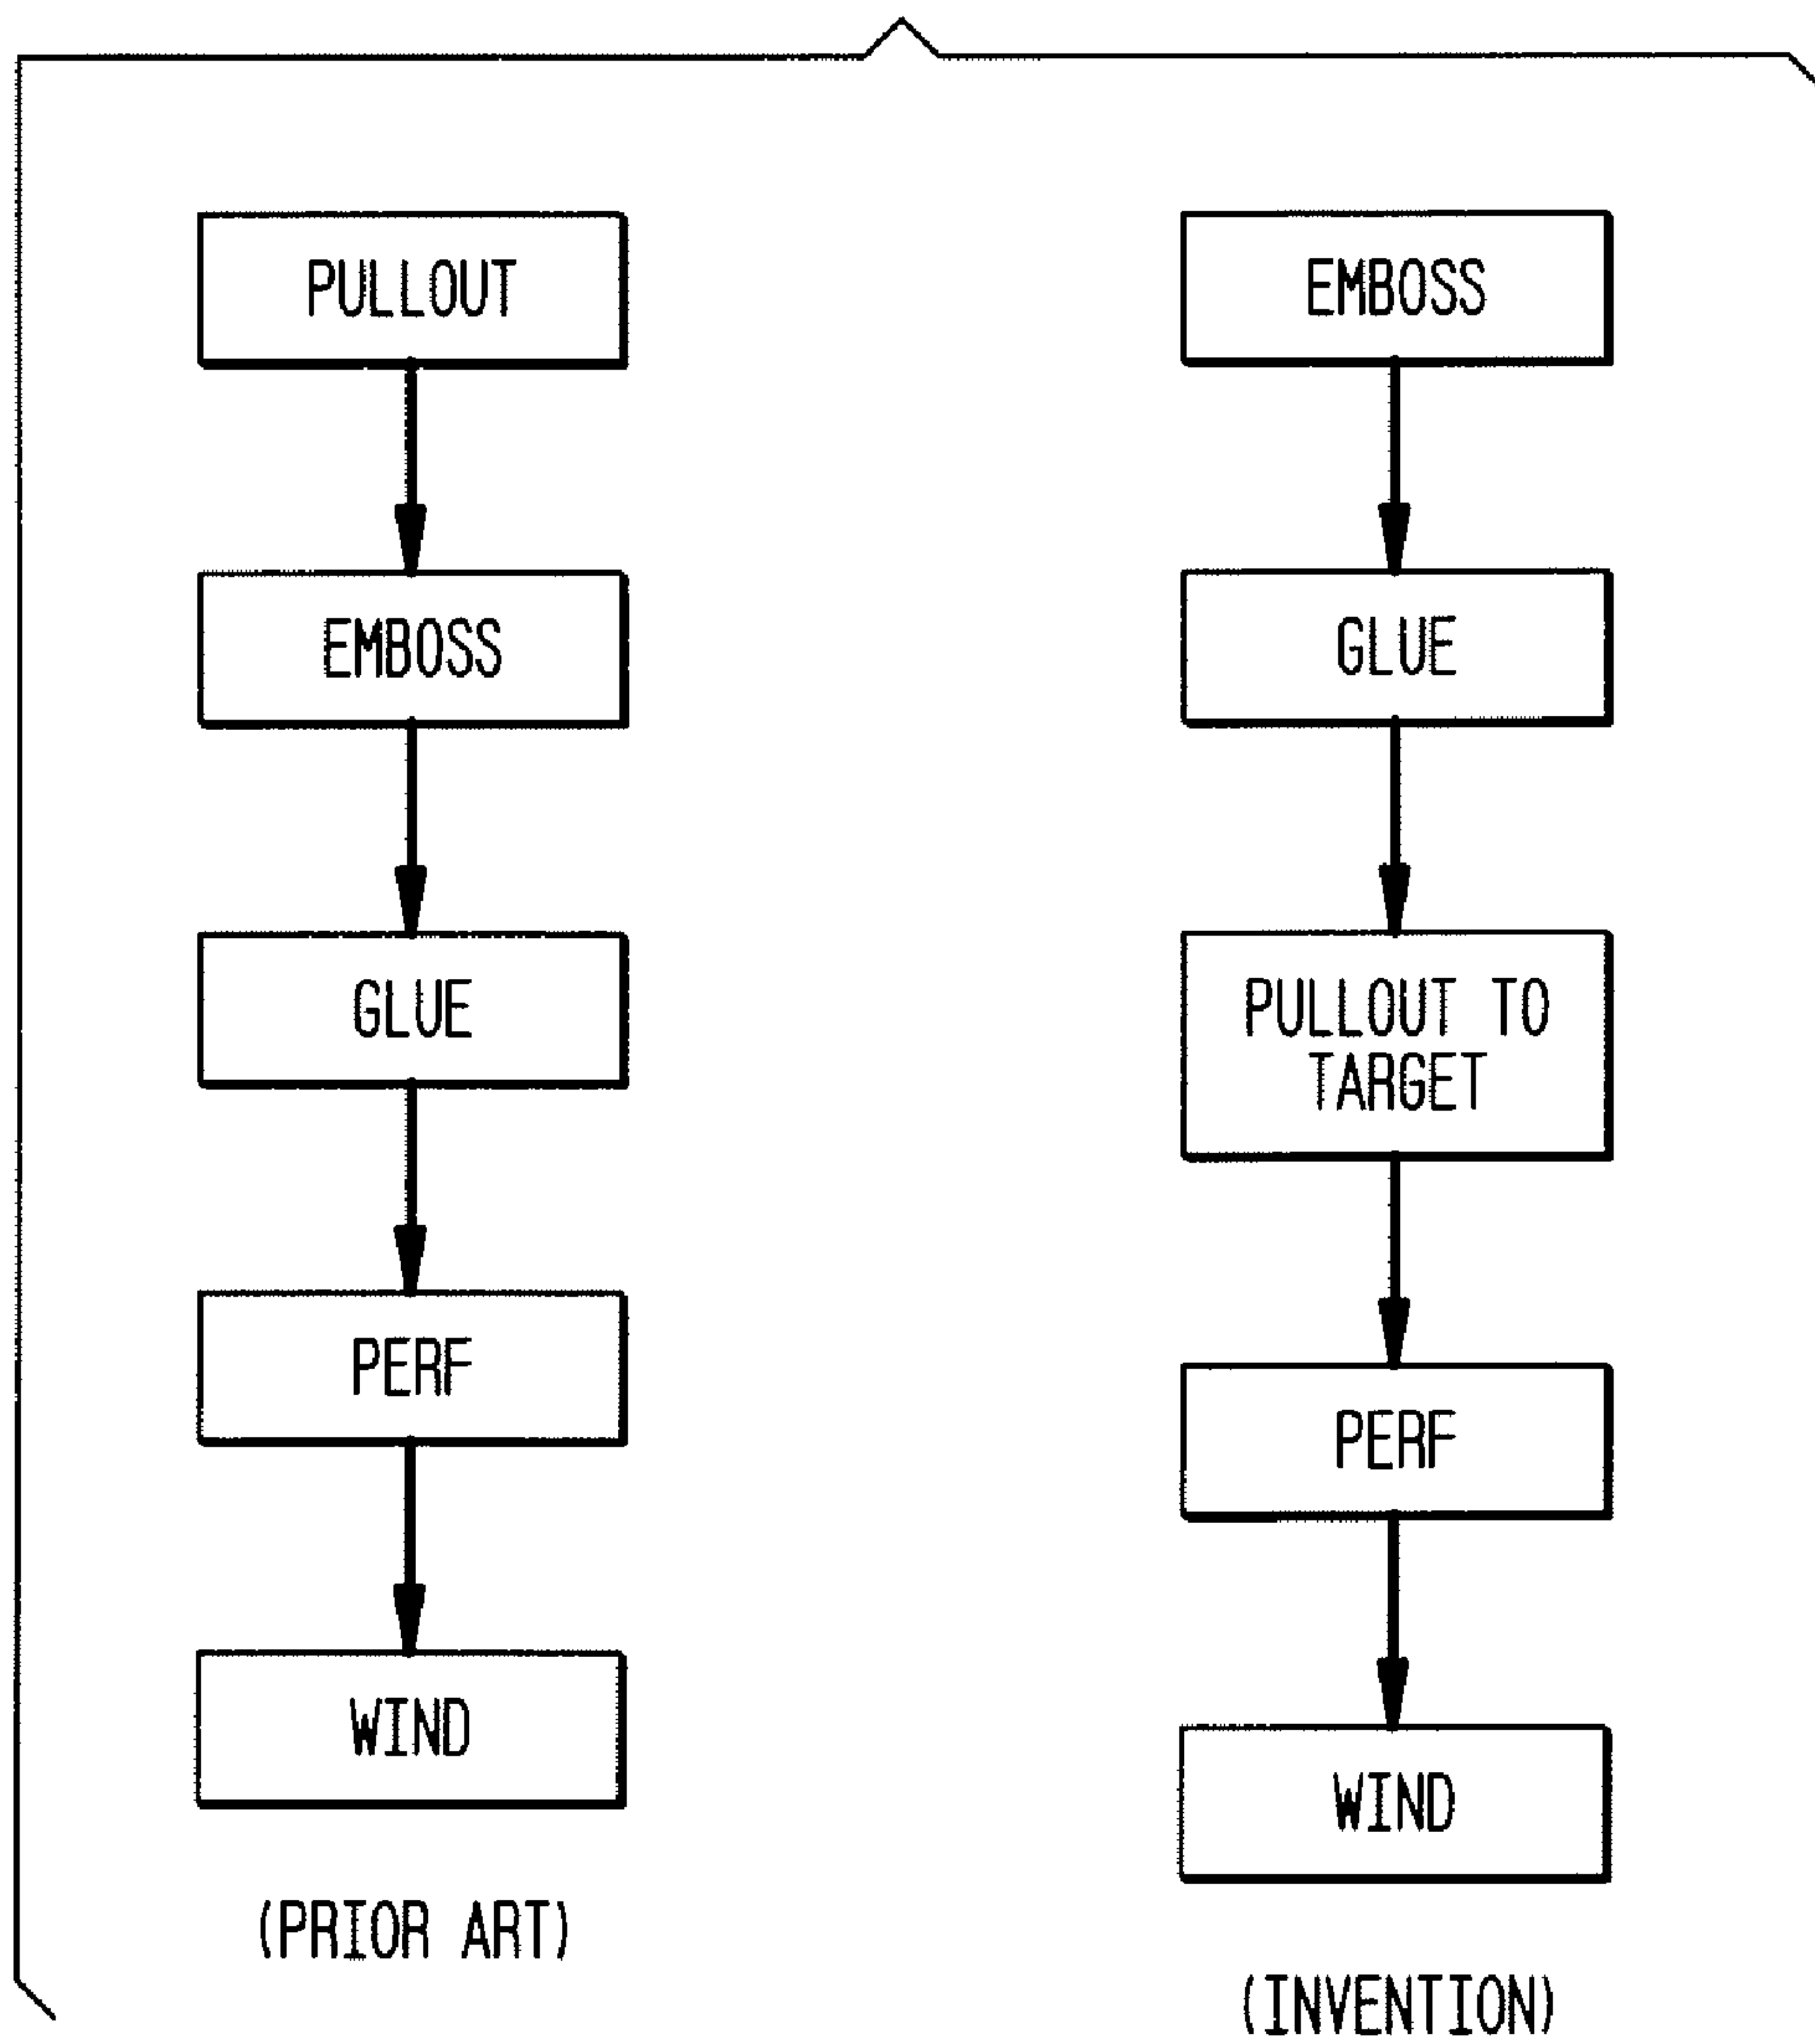 PULLOUT
EMBOSS
GLUE
PERF
WIND
(PRIOR ART)
EMBOSS
GLUE
PULLOUT TO
TARGET
PERF
WIND
(INVENTION)